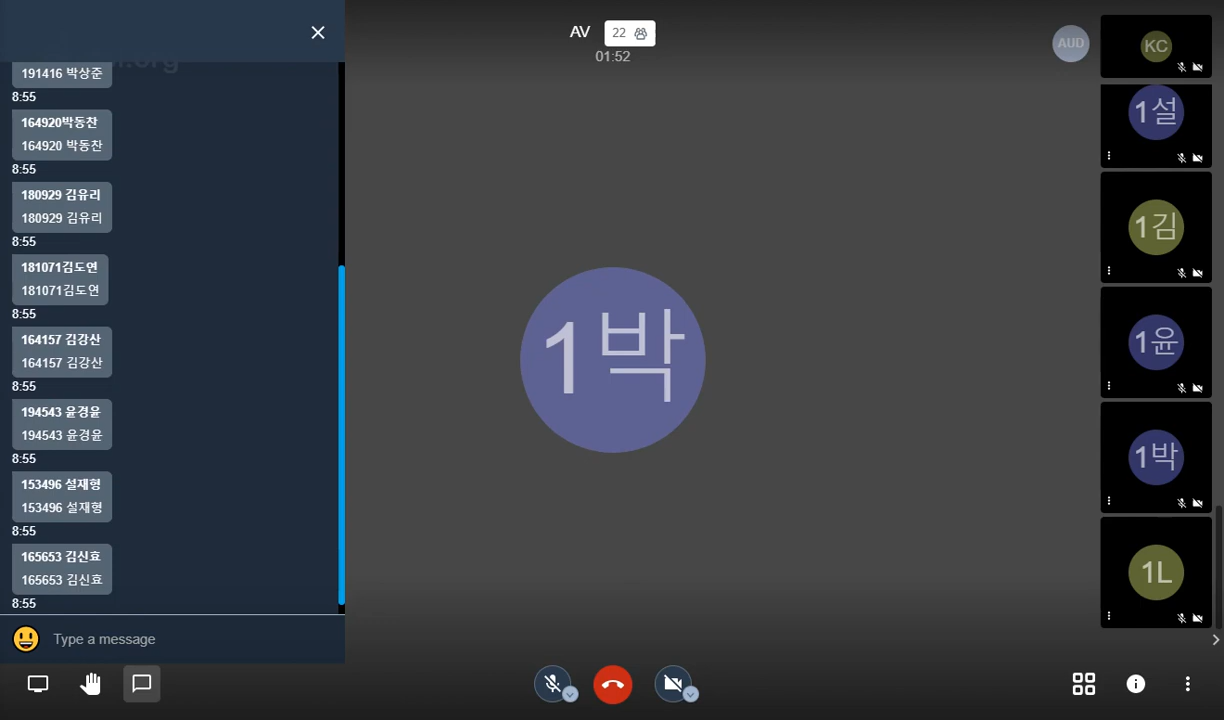 191416 박상준
8:55
164920박동찬
164920 박동찬
8:55
180929 김유리
180929 김유리
8:55
181071김도연
181071김도연
8:55
164157 김강산
164157 김강산
8:55
194543 윤경윤
194543 윤경윤
8:55
153496 설재형
153496 설재형
8:55
165653 김신효
165653 김신효
8:55
Type a message
AV 22
01:52
1박
AUD
KC
1설
1김
1윤
1박
1L